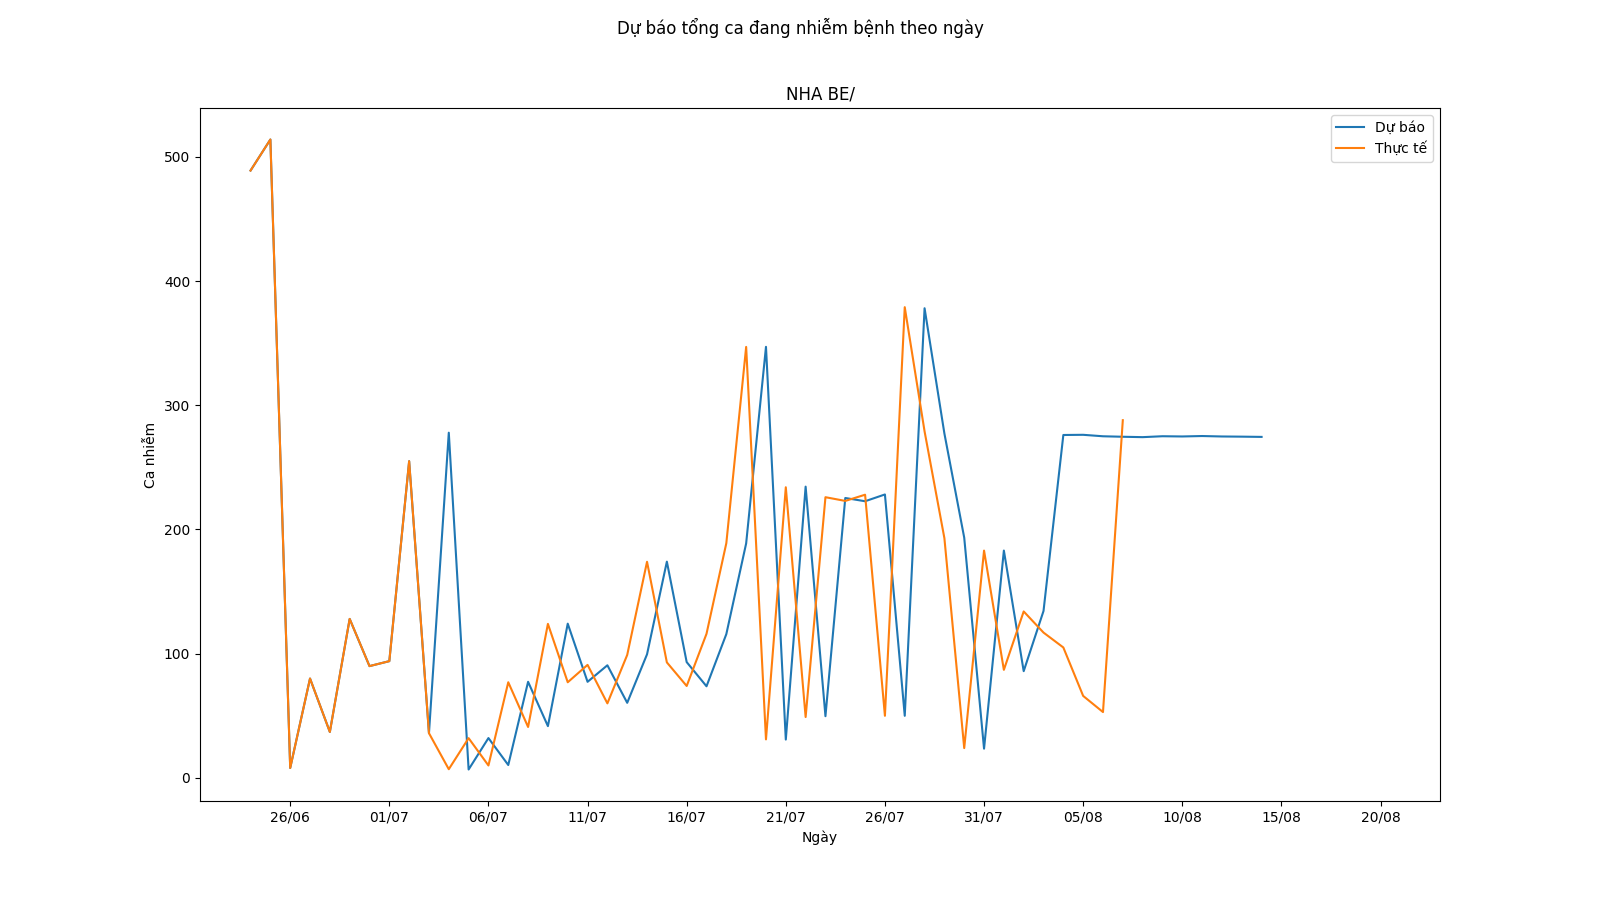 Dự báo tổng ca đang nhiễm bệnh theo ngày
NHA BE/
Dự báo
Thực tế
500
400
300
200
100
0
Ca nhiễm
26/06 01/07 06/07 11/07 16/07 21/07 26/07 31/07 05/08 10/08 15/08 20/08
Ngày